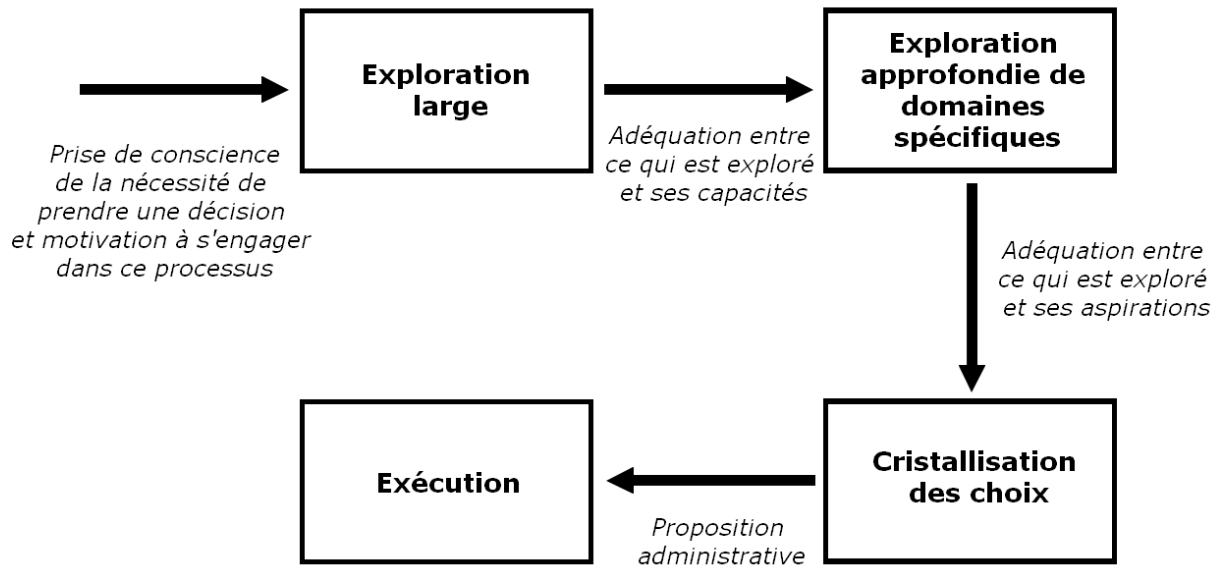 Exploration
large
Exploration
approfondie de
domaines
spécifiques
Prise de conscience
de la nécessité de
prendre une décision
et motivation à s'engager
dans ce processus
Adéquation entre
ce qui est exploré
et ses capacités
Adéquation entre
ce qui est exploré
et ses aspirations
Cristallisation
des choix
Proposition
administrative
Exécution